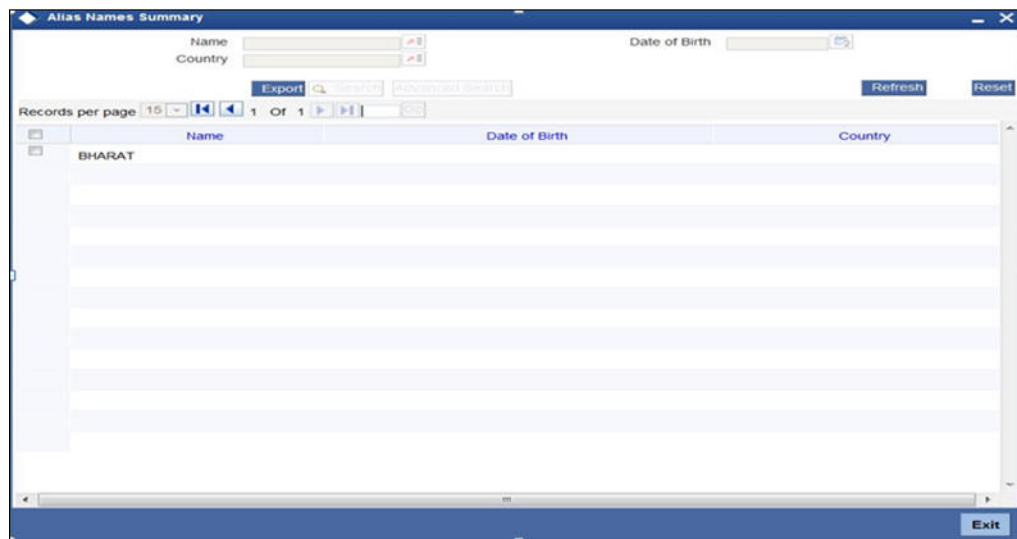 Alias Names Summary
Name Date of Birth
Country
Export Search Advanced Search Refresh Reset
Records per page 15 1 Of 1 Go
Name Date of Birth Country
BHARAT
Exit